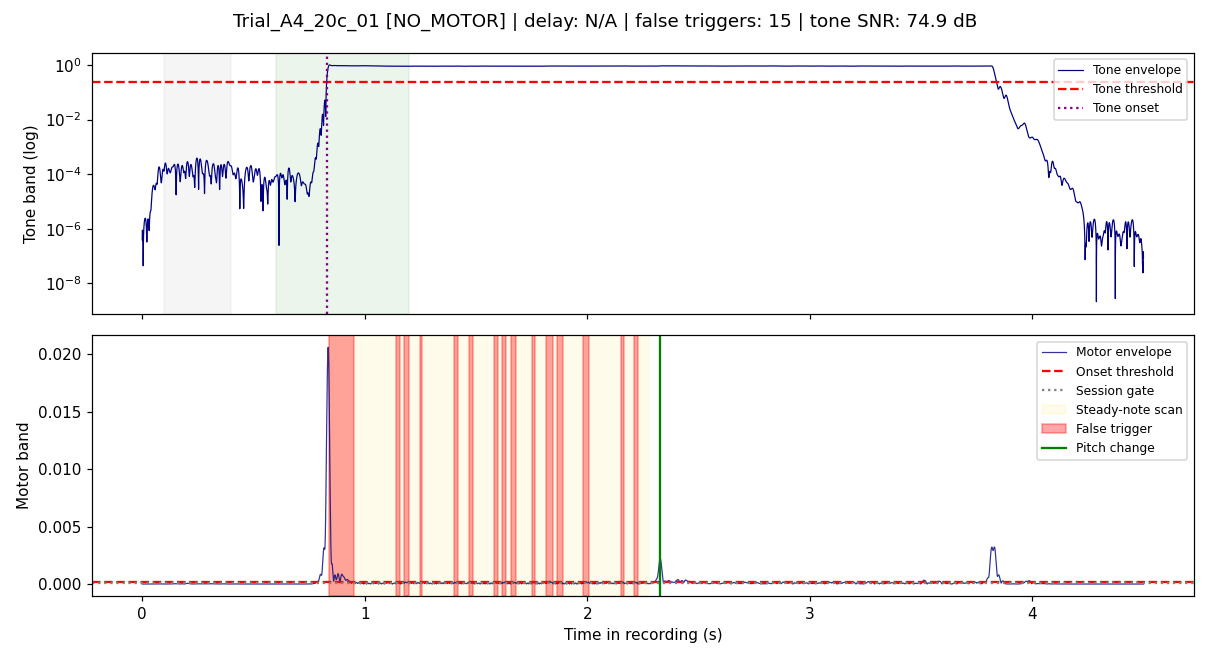 Trial_A4_20c_01 [NO_MOTOR] | delay: N/A | false triggers: 15 | tone SNR: 74.9 dB
Tone band (log)
10⁰
10⁻²
10⁻⁴
10⁻⁶
10⁻⁸
Tone envelope
Tone threshold
Tone onset
Motor band
0.020
0.015
0.010
0.005
0.000
Motor envelope
Onset threshold
Session gate
Steady-note scan
False trigger
Pitch change
0 1 2 3 4
Time in recording (s)